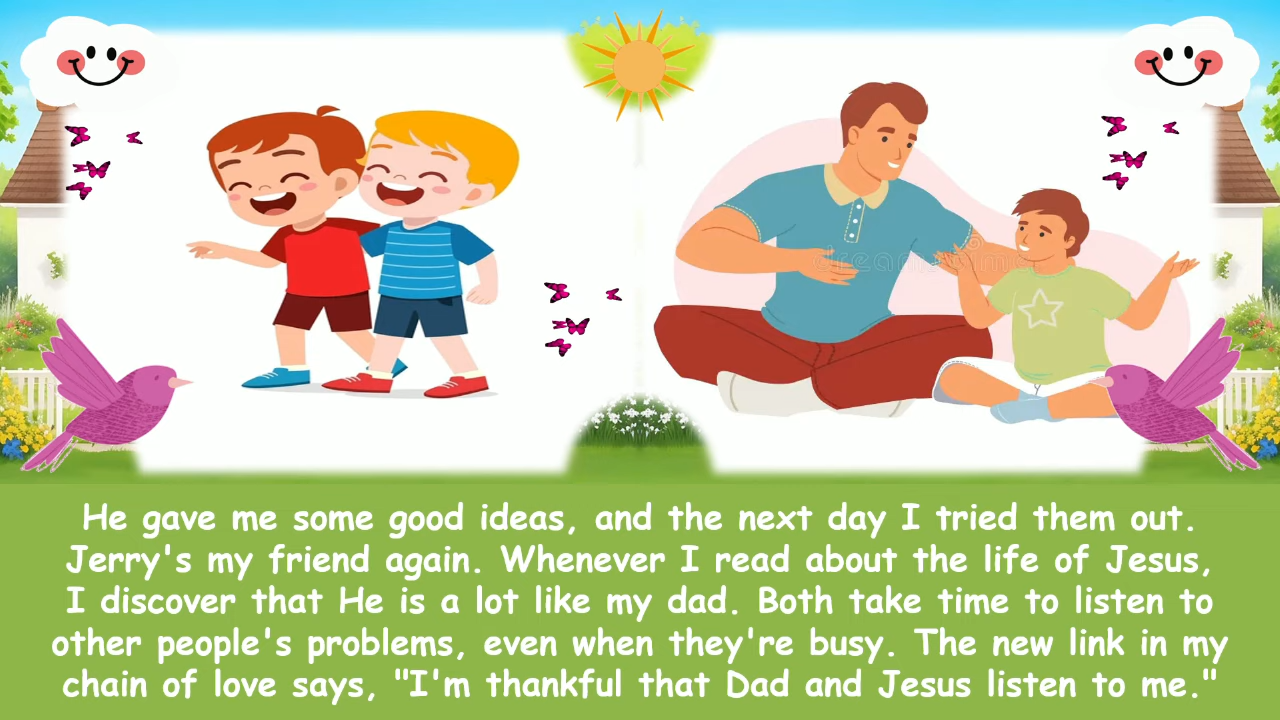 dreamstime
He gave me some good ideas, and the next day I tried them out.
Jerry's my friend again. Whenever I read about the life of Jesus,
I discover that He is a lot like my dad. Both take time to listen to
other people's problems, even when they're busy. The new link in my
chain of love says, "I'm thankful that Dad and Jesus listen to me."